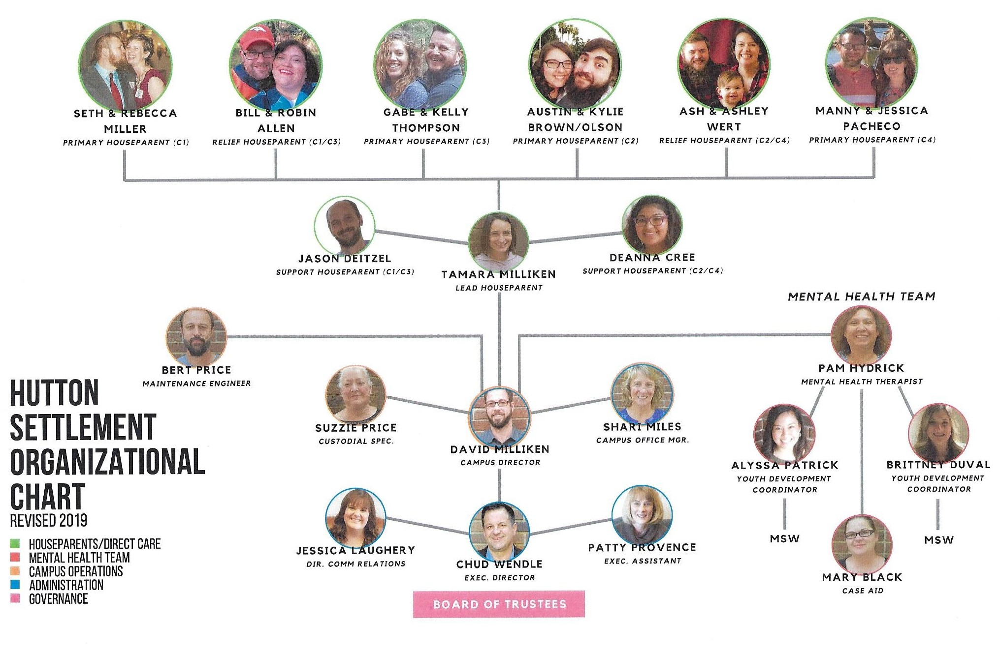 SETH & REBECCA
MILLER
PRIMARY HOUSEPARENT (C1)
BILL & ROBIN
ALLEN
RELIEF HOUSEPARENT (C1/C3)
GABE & KELLY
THOMPSON
PRIMARY HOUSEPARENT (C3)
AUSTIN & KYLIE
BROWN/OLSON
PRIMARY HOUSEPARENT (C2)
ASH & ASHLEY
WERT
RELIEF HOUSEPARENT (C2/C4)
MANNY & JESSICA
PACHECO
PRIMARY HOUSEPARENT (C4)
JASON DEITZEL
SUPPORT HOUSEPARENT (C1/C3)
TAMARA MILLIKEN
LEAD HOUSEPARENT
DEANNA CREE
SUPPORT HOUSEPARENT (C2/C4)
MENTAL HEALTH TEAM
BERT PRICE
MAINTENANCE ENGINEER
PAM HYDRICK
MENTAL HEALTH THERAPIST
SUZZIE PRICE
CUSTODIAL SPEC.
DAVID MILLIKEN
CAMPUS DIRECTOR
SHARI MILES
CAMPUS OFFICE MGR.
ALYSSA PATRICK
YOUTH DEVELOPMENT
COORDINATOR
MSW
BRITTNEY DUVAL
YOUTH DEVELOPMENT
COORDINATOR
MSW
JESSICA LAUGHERY
DIR. COMM RELATIONS
CHUD WENDLE
EXEC. DIRECTOR
PATTY PROVENCE
EXEC. ASSISTANT
MARY BLACK
CASE AID
BOARD OF TRUSTEES
HUTTON
SETTLEMENT
ORGANIZATIONAL
CHART
REVISED 2019
HOUSEPARENTS/DIRECT CARE
MENTAL HEALTH TEAM
CAMPUS OPERATIONS
ADMINISTRATION
GOVERNANCE